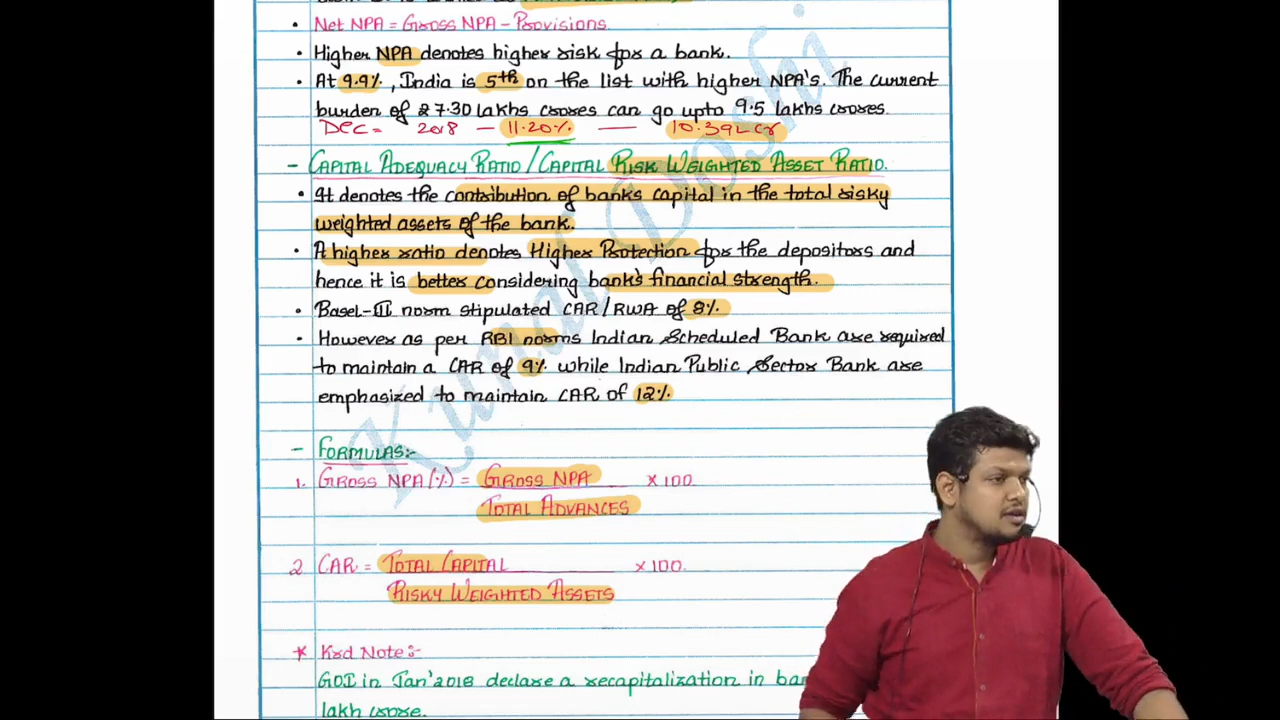 • Net NPA = Gross NPA - Provisions.
• Higher NPA denotes higher risk for a bank.
• At 9.9%, India is 5th on the list with higher NPA's. The current
burden of ₹7.30 lakhs crores can go upto 9.5 lakhs crores.
Dec = 2018 - 11.20% — 10.39L Cr
- CAPITAL ADEQUACY RATIO / CAPITAL RISK WEIGHTED ASSET RATIO.
• It denotes the contribution of banks capital in the total risky
weighted assets of the bank.
• A higher ratio denotes Higher Protection for the depositors and
hence it is better considering bank's financial strength.
• Basel-III norm stipulated CAR/RWA of 8%.
• However as per RBI norms Indian Scheduled Bank are required
to maintain a CAR of 9% while Indian Public Sector Bank are
emphasized to maintain CAR of 12%
- FORMULAS:-
1. GROSS NPA(%) = GROSS NPA × 100
TOTAL ADVANCES
2 CAR = TOTAL CAPITAL × 100.
RISKY WEIGHTED ASSETS
* Krd Note:-
GOI in Jan'2018 declare a recapitalization in
lakh crore.
Kunal Doshi